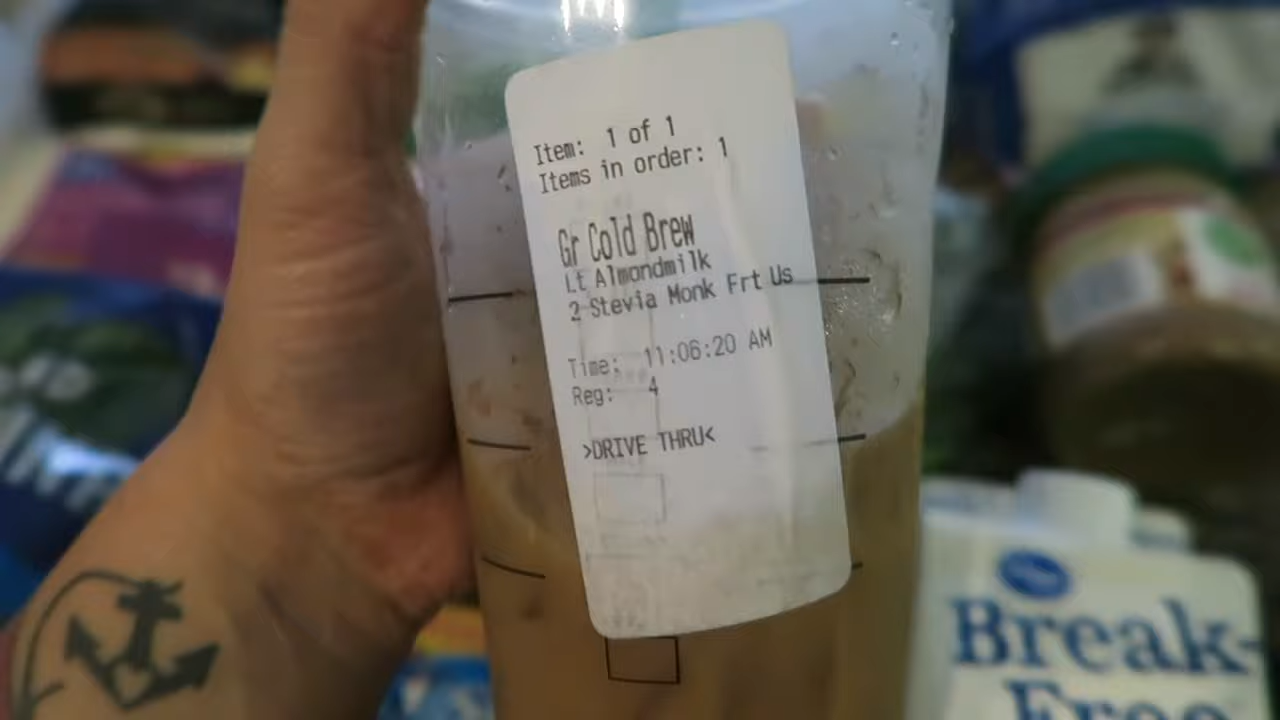 Item: 1 of 1
Items in order: 1
Gr Cold Brew
Lt Almondmilk
2 Stevia Monk Frt Us
Time: 11:06:20 AM
Reg: 4
>DRIVE THRU<
Break-
Free